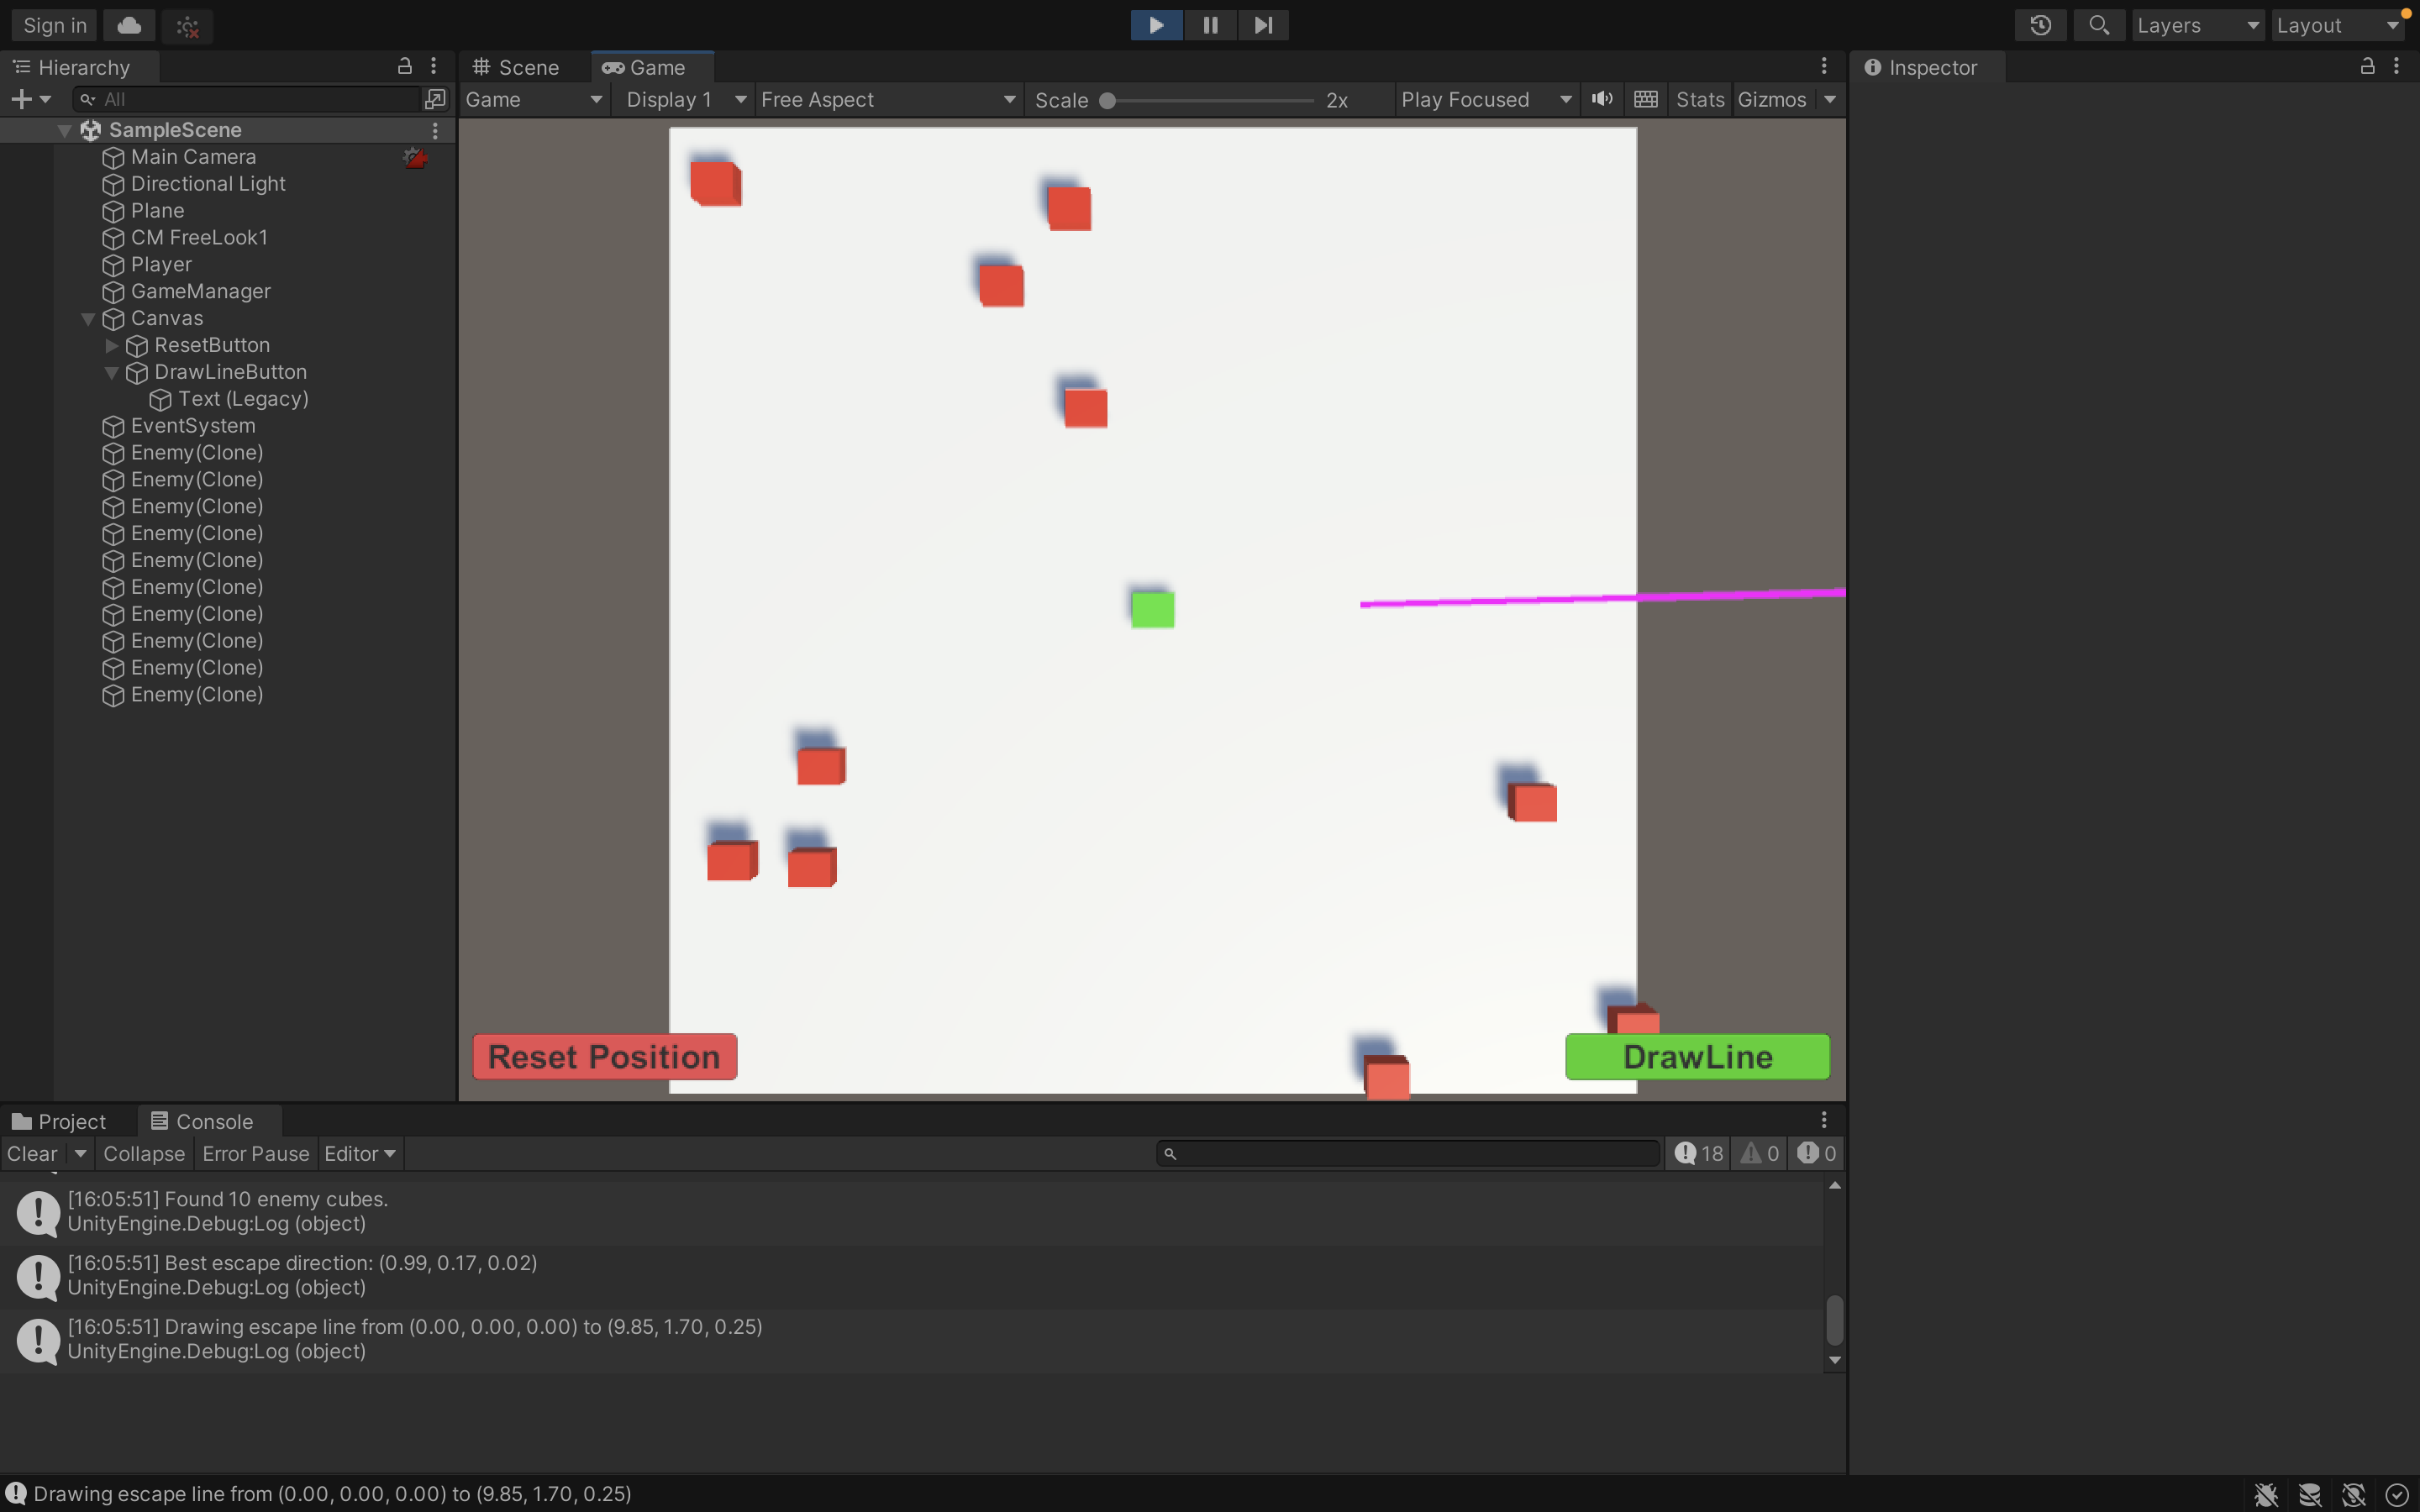 Sign in
Layers
Layout
Hierarchy
All
SampleScene
Main Camera
Directional Light
Plane
CM FreeLook1
Player
GameManager
Canvas
ResetButton
DrawLineButton
Text (Legacy)
EventSystem
Enemy(Clone)
Enemy(Clone)
Enemy(Clone)
Enemy(Clone)
Enemy(Clone)
Enemy(Clone)
Enemy(Clone)
Enemy(Clone)
Enemy(Clone)
Enemy(Clone)
Scene Game
Game Display 1 Free Aspect Scale 2x Play Focused Stats Gizmos
Reset Position
DrawLine
Inspector
Project Console
Clear Collapse Error Pause Editor 18 0 0
[16:05:51] Found 10 enemy cubes.
UnityEngine.Debug:Log (object)
[16:05:51] Best escape direction: (0.99, 0.17, 0.02)
UnityEngine.Debug:Log (object)
[16:05:51] Drawing escape line from (0.00, 0.00, 0.00) to (9.85, 1.70, 0.25)
UnityEngine.Debug:Log (object)
Drawing escape line from (0.00, 0.00, 0.00) to (9.85, 1.70, 0.25)